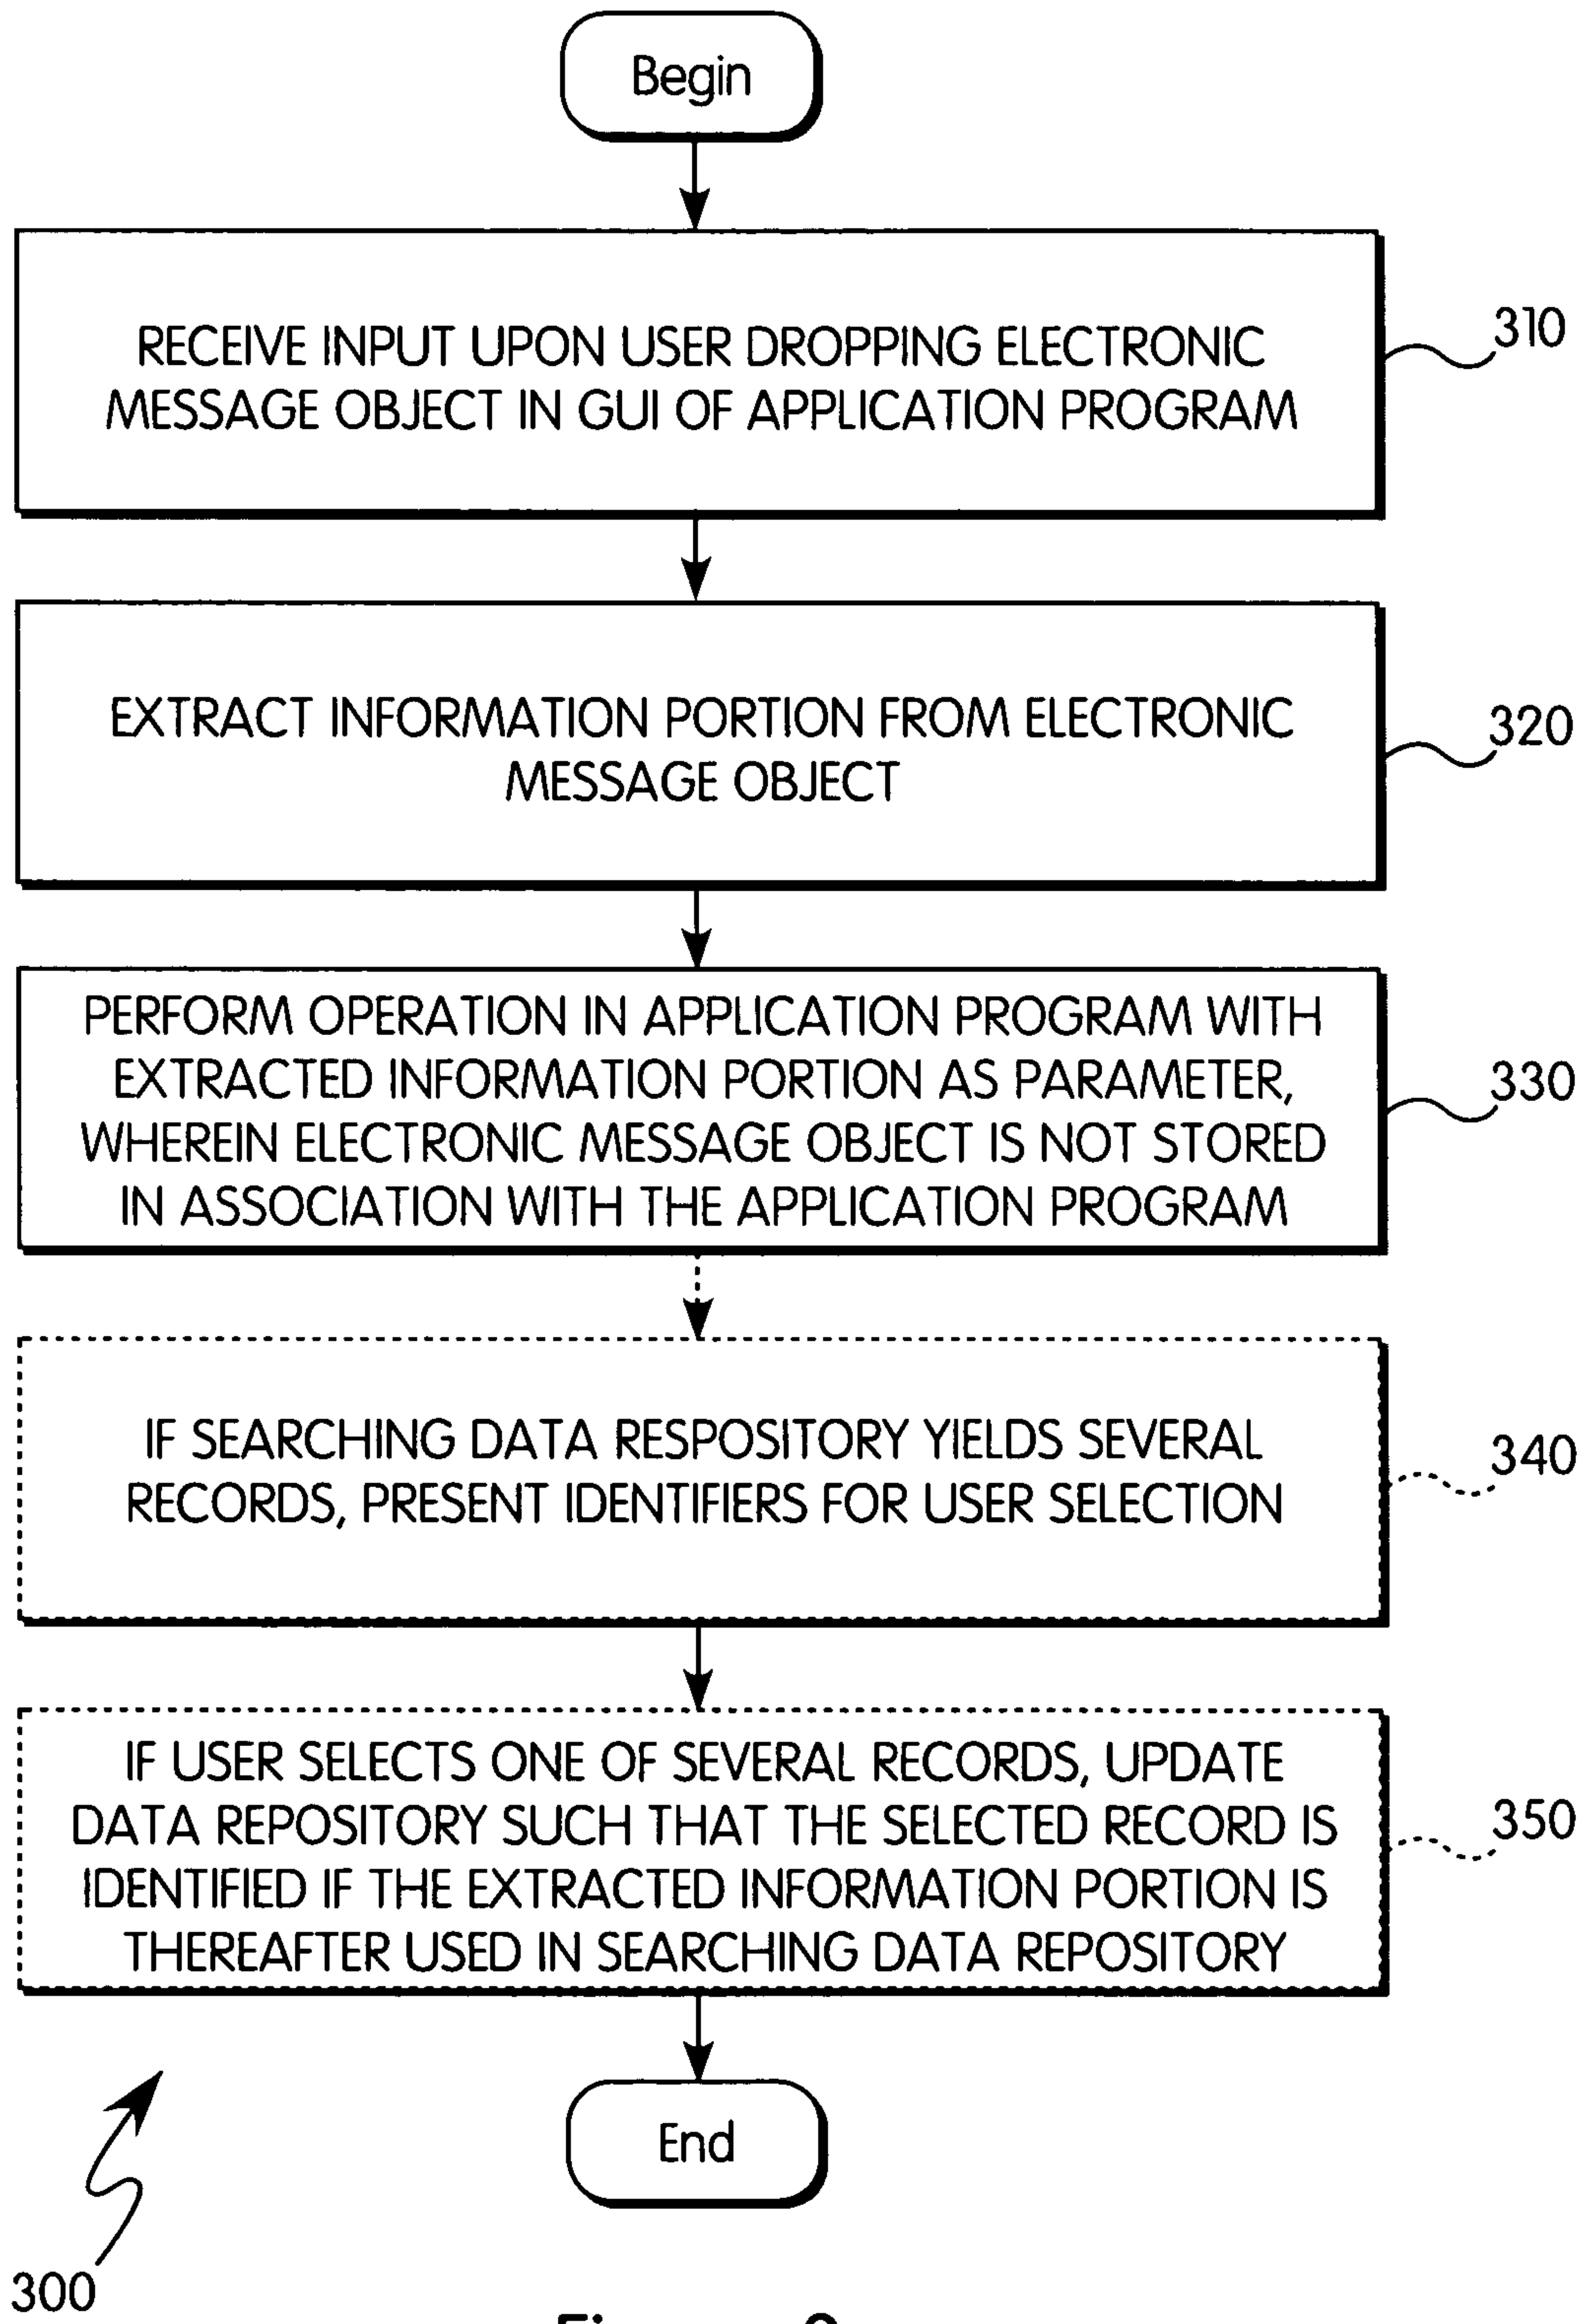 Begin
RECEIVE INPUT UPON USER DROPPING ELECTRONIC
MESSAGE OBJECT IN GUI OF APPLICATION PROGRAM
310
EXTRACT INFORMATION PORTION FROM ELECTRONIC
MESSAGE OBJECT
320
PERFORM OPERATION IN APPLICATION PROGRAM WITH
EXTRACTED INFORMATION PORTION AS PARAMETER,
WHEREIN ELECTRONIC MESSAGE OBJECT IS NOT STORED
IN ASSOCIATION WITH THE APPLICATION PROGRAM
330
IF SEARCHING DATA RESPOSITORY YIELDS SEVERAL
RECORDS, PRESENT IDENTIFIERS FOR USER SELECTION
340
IF USER SELECTS ONE OF SEVERAL RECORDS, UPDATE
DATA REPOSITORY SUCH THAT THE SELECTED RECORD IS
IDENTIFIED IF THE EXTRACTED INFORMATION PORTION IS
THEREAFTER USED IN SEARCHING DATA REPOSITORY
350
End
300